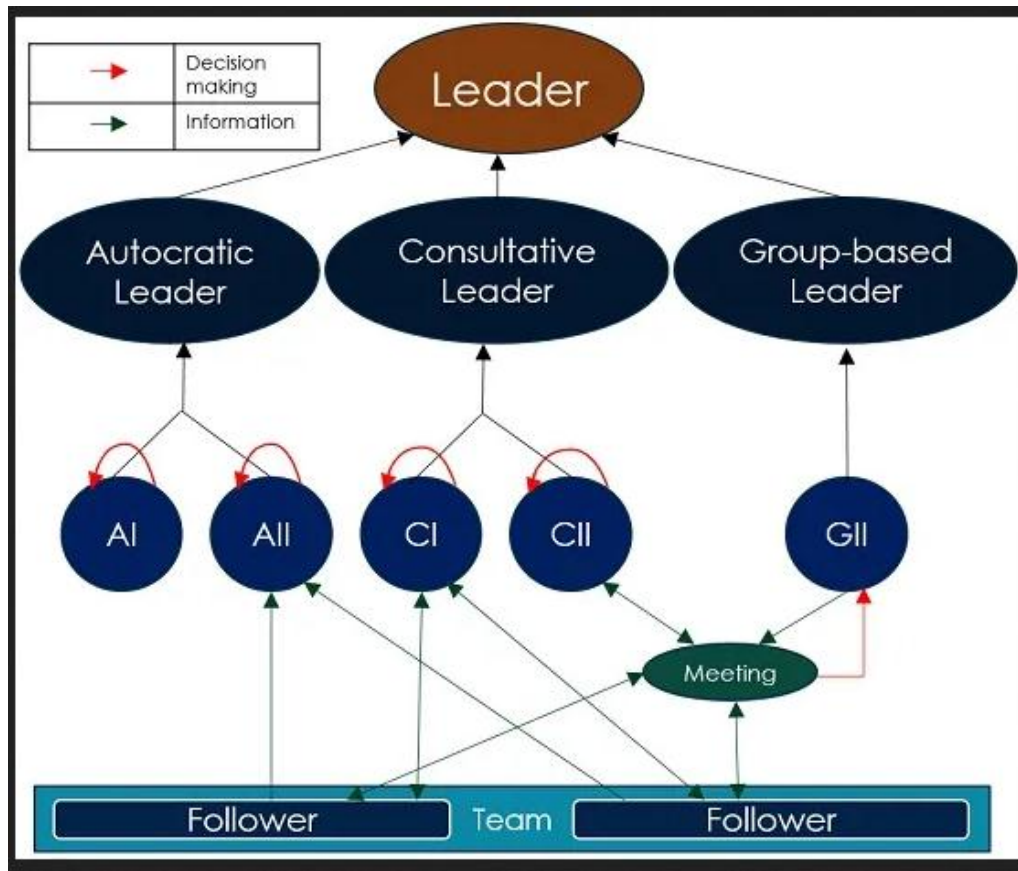 Decision
making
Information
Leader
Autocratic
Leader
Consultative
Leader
Group-based
Leader
AI
AII
CI
CII
GII
Meeting
Follower
Team
Follower